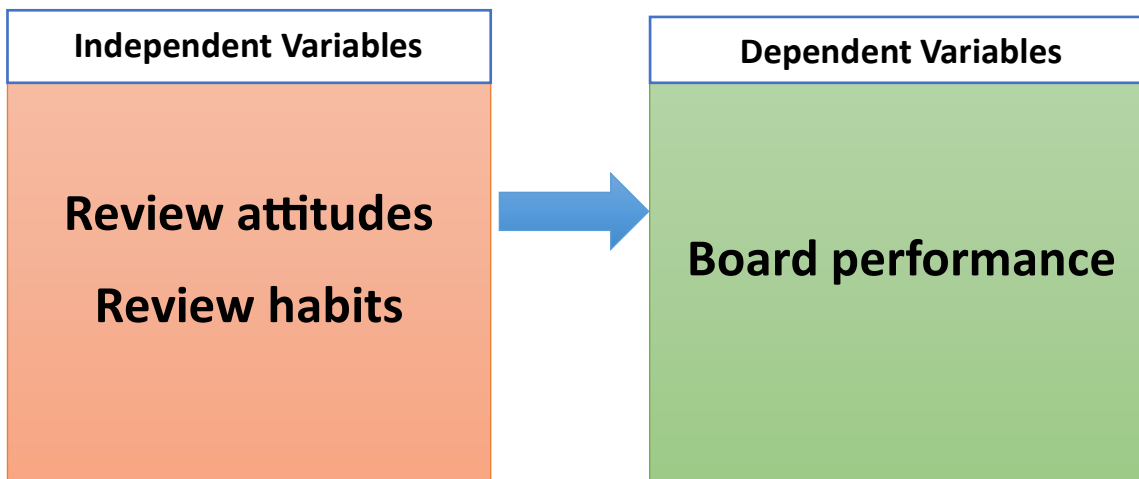 Independent Variables
Review attitudes
Review habits
Dependent Variables
Board performance